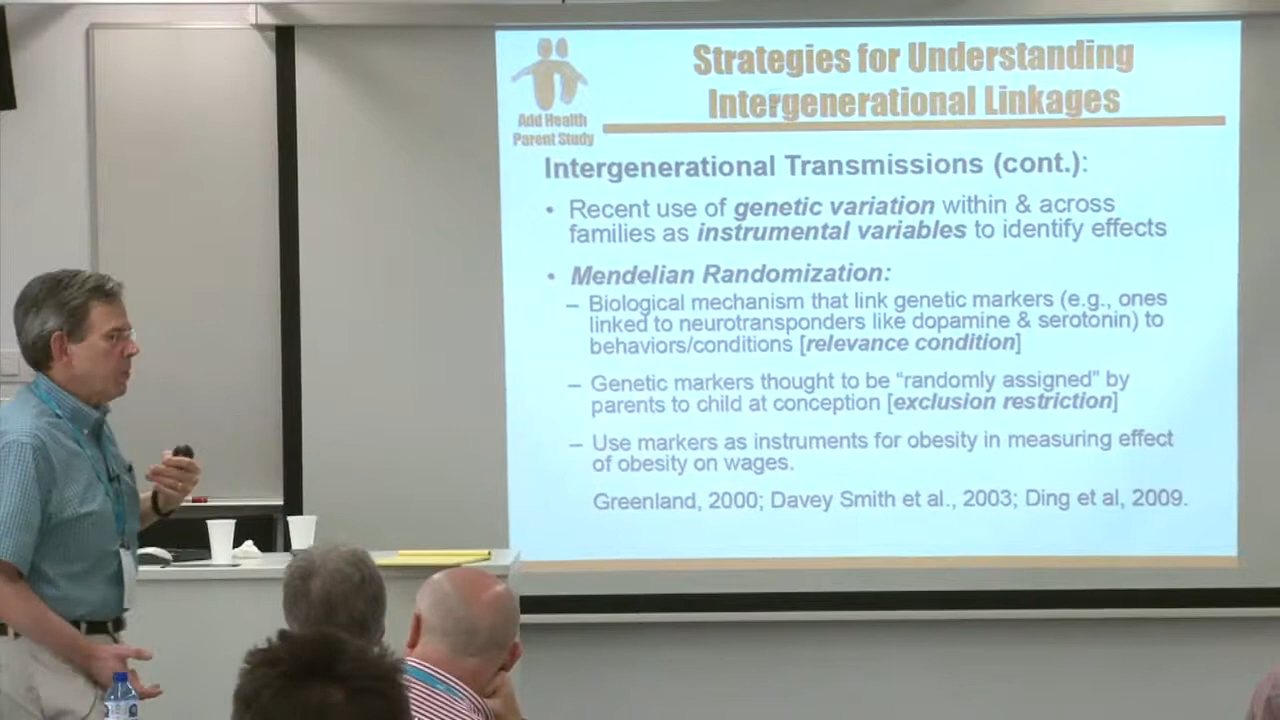 Strategies for Understanding
Intergenerational Linkages
Add Health
Parent Study
Intergenerational Transmissions (cont.):
• Recent use of genetic variation within & across
families as instrumental variables to identify effects
• Mendelian Randomization:
– Biological mechanism that link genetic markers (e.g., ones
linked to neurotransponders like dopamine & serotonin) to
behaviors/conditions [relevance condition]
– Genetic markers thought to be “randomly assigned” by
parents to child at conception [exclusion restriction]
– Use markers as instruments for obesity in measuring effect
of obesity on wages.
Greenland, 2000; Davey Smith et al., 2003; Ding et al, 2009.